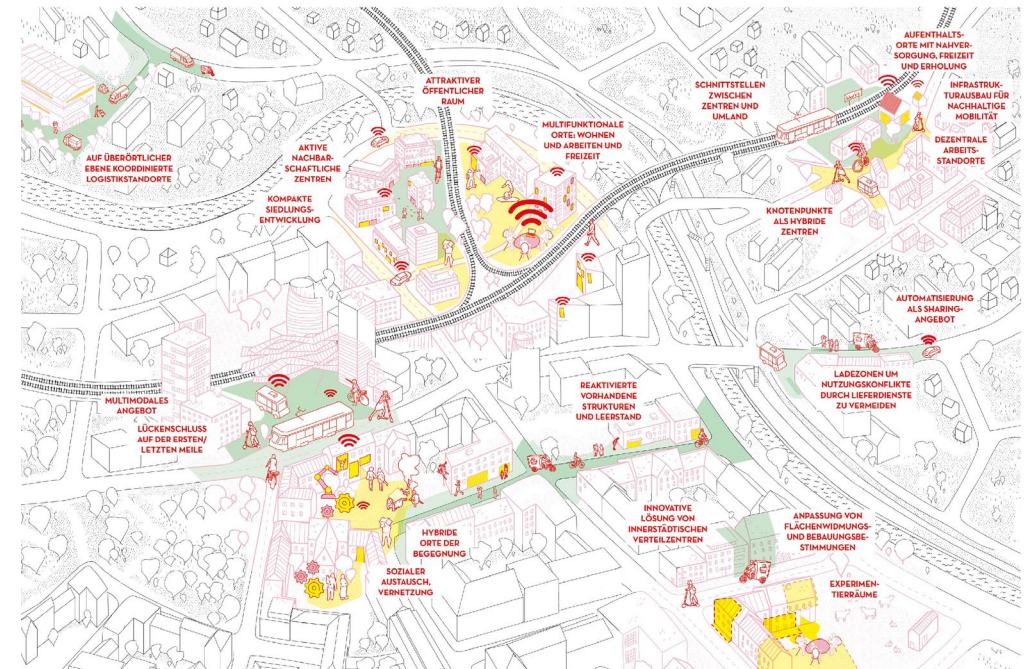 AUFENTHALTS-
ORTE MIT NAHVER-
SORGUNG, FREIZEIT
UND ERHOLUNG
ATTRAKTIVER
ÖFFENTLICHER
RAUM
SCHNITTSTELLEN
ZWISCHEN
ZENTREN UND
UMLAND
INFRASTRUK-
TURAUSBAU FÜR
NACHHALTIGE
MOBILITÄT
MULTIFUNKTIONALE
ORTE: WOHNEN
UND ARBEITEN UND
FREIZEIT
DEZENTRALE
ARBEITS-
STANDORTE
AUF ÜBERÖRTLICHER
EBENE KOORDINIERTE
LOGISTIKSTANDORTE
AKTIVE
NACHBAR-
SCHAFTLICHE
ZENTREN
KOMPAKTE
SIEDLUNGS-
ENTWICKLUNG
KNOTENPUNKTE
ALS HYBRIDE
ZENTREN
AUTOMATISIERUNG
ALS SHARING-
ANGEBOT
LADEZONEN UM
NUTZUNGSKONFLIKTE
DURCH LIEFERDIENSTE
ZU VERMEIDEN
MULTIMODALES
ANGEBOT
LÜCKENSCHLUSS
AUF DER ERSTEN/
LETZTEN MEILE
REAKTIVIERTE
VORHANDENE
STRUKTUREN
UND LEERSTAND
HYBRIDE
ORTE DER
BEGEGNUNG
SOZIALER
AUSTAUSCH,
VERNETZUNG
INNOVATIVE
LÖSUNG VON
INNERSTÄDTISCHEN
VERTEILZENTREN
ANPASSUNG VON
FLÄCHENWIDMUNGS-
UND BEBAUUNGSBE-
STIMMUNGEN
EXPERIMEN-
TIERRÄUME